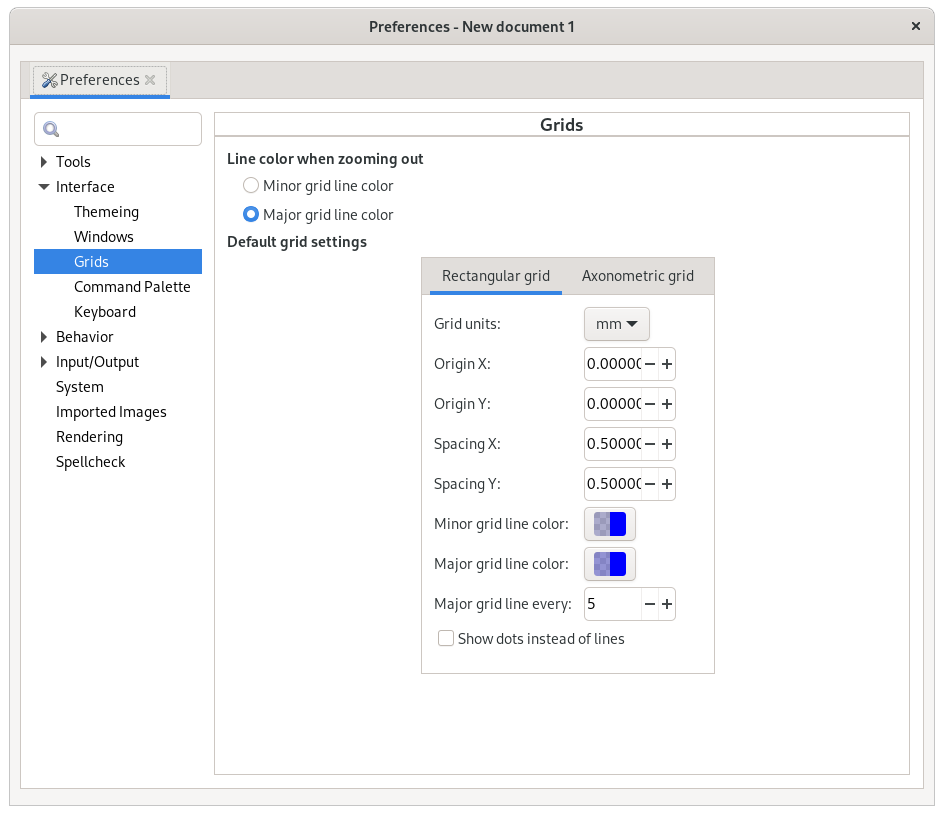 Preferences - New document 1
Preferences
Grids
Tools
Interface
Themeing
Windows
Grids
Command Palette
Keyboard
Behavior
Input/Output
System
Imported Images
Rendering
Spellcheck
Line color when zooming out
Minor grid line color
Major grid line color
Default grid settings
Rectangular grid Axonometric grid
Grid units: mm
Origin X: 0.00000
Origin Y: 0.00000
Spacing X: 0.50000
Spacing Y: 0.50000
Minor grid line color:
Major grid line color:
Major grid line every: 5
Show dots instead of lines